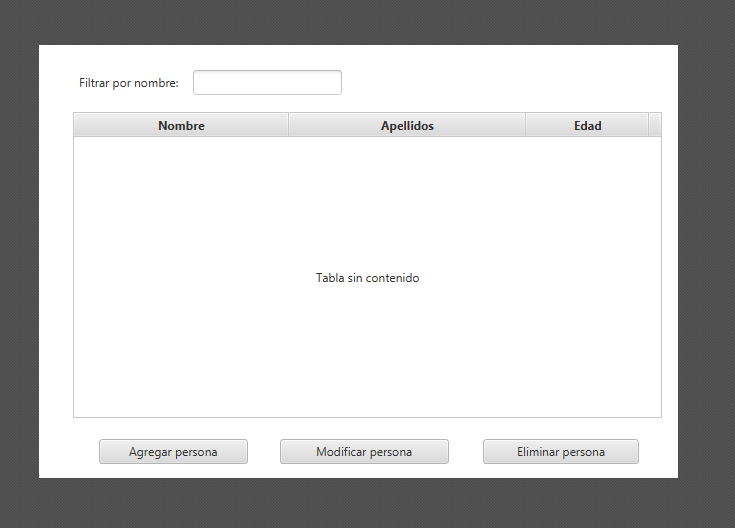 Filtrar por nombre:
Nombre Apellidos Edad
Tabla sin contenido
Agregar persona Modificar persona Eliminar persona